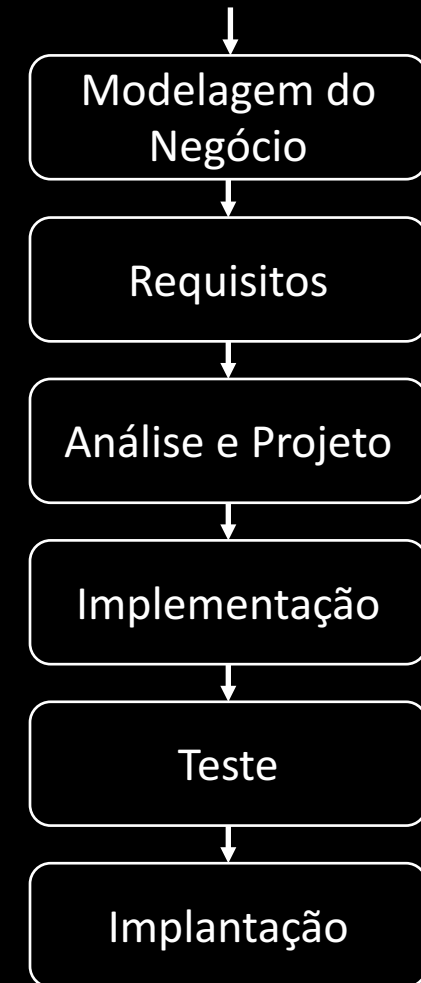 Modelagem do
Negócio
Requisitos
Análise e Projeto
Implementação
Teste
Implantação